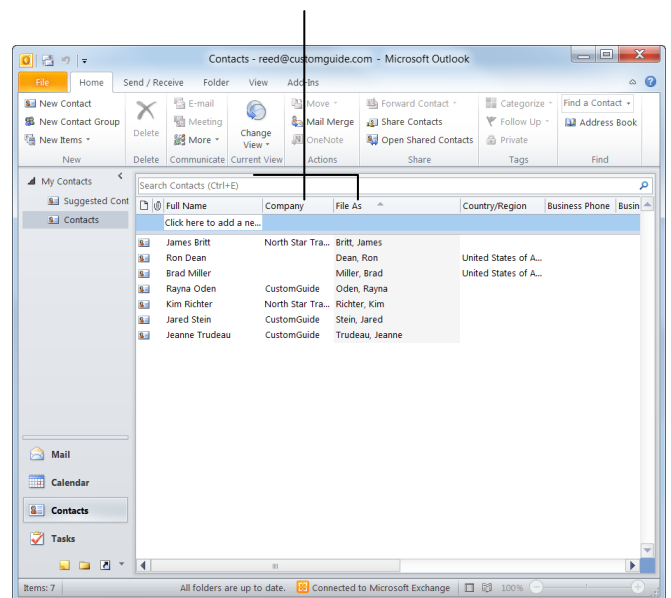 Contacts - reed@customguide.com - Microsoft Outlook
File Home Send / Receive Folder View Add-Ins
New Contact
New Contact Group
New Items
New
Delete
Delete
E-mail
Meeting
More
Communicate
Change
View
Current View
Move
Mail Merge
OneNote
Actions
Forward Contact
Share Contacts
Open Shared Contacts
Share
Categorize
Follow Up
Private
Tags
Find a Contact
Address Book
Find
My Contacts
Suggested Cont
Contacts
Search Contacts (Ctrl+E)
Full Name Company File As Country/Region Business Phone Busin
Click here to add a ne...
James Britt North Star Tra... Britt, James
Ron Dean Dean, Ron United States of A...
Brad Miller Miller, Brad United States of A...
Rayna Oden CustomGuide Oden, Rayna
Kim Richter North Star Tra... Richter, Kim
Jared Stein CustomGuide Stein, Jared
Jeanne Trudeau CustomGuide Trudeau, Jeanne
Mail
Calendar
Contacts
Tasks
Items: 7 All folders are up to date. Connected to Microsoft Exchange 100%